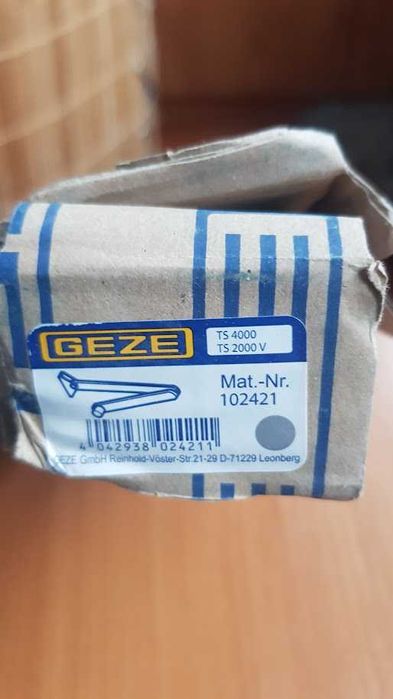 GEZE
TS 4000
TS 2000 V
Mat.-Nr.
102421
4 042938 024211
GEZE GmbH Reinhold-Vöster-Str.21-29 D-71229 Leonberg